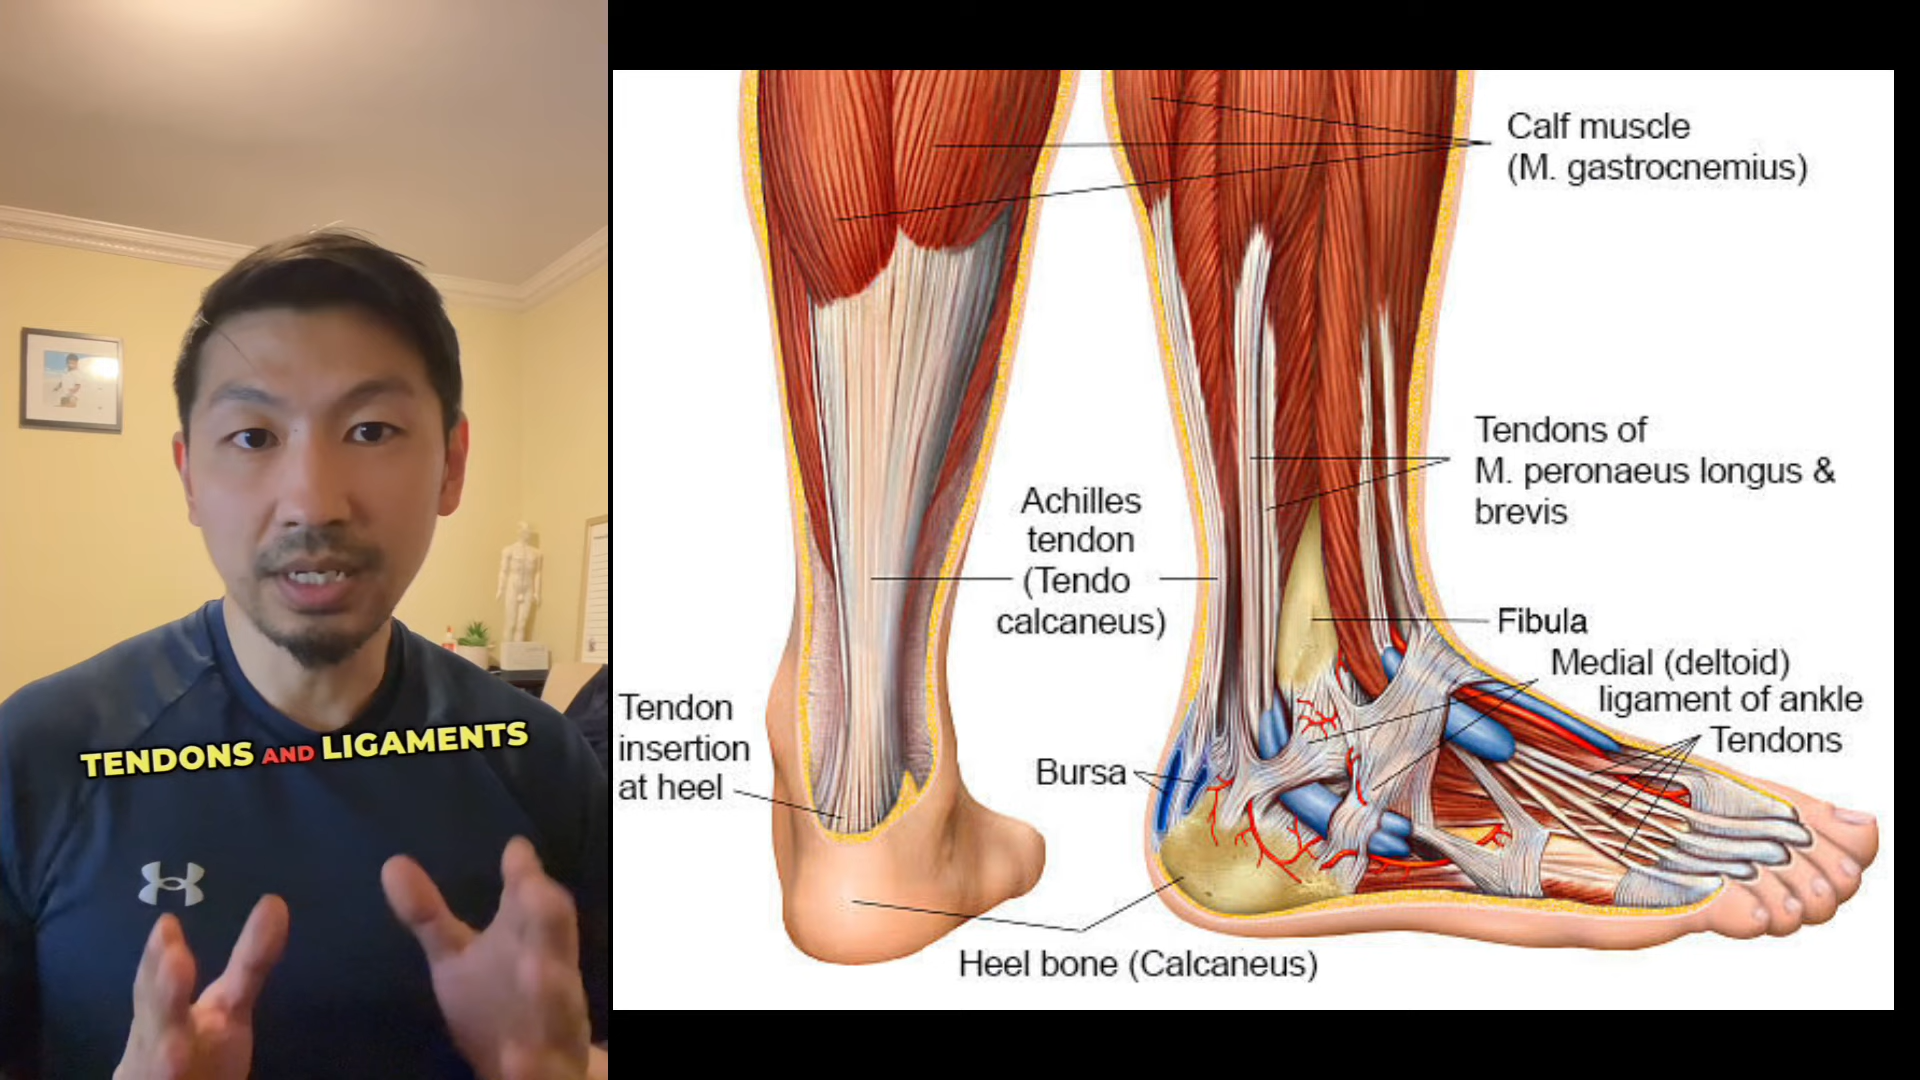 TENDONS AND LIGAMENTS
Calf muscle
(M. gastrocnemius)
Tendons of
M. peronaeus longus &
brevis
Achilles
tendon
(Tendo
calcaneus)
Fibula
Medial (deltoid)
ligament of ankle
Tendons
Tendon
insertion
at heel
Bursa
Heel bone (Calcaneus)